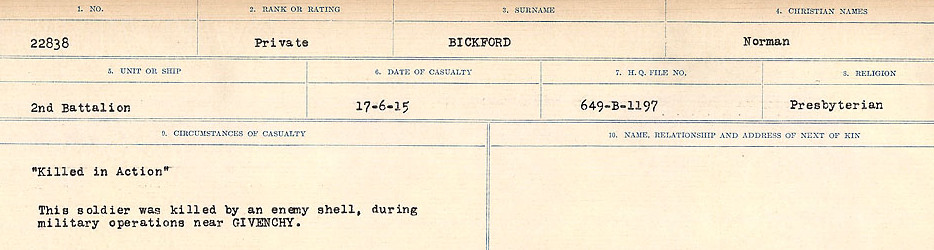 1. NO. 2. RANK OR RATING 3. SURNAME 4. CHRISTIAN NAMES
22838 Private BICKFORD Norman
5. UNIT OR SHIP 6. DATE OF CASUALTY 7. H. Q. FILE NO. 8. RELIGION
2nd Battalion 17-6-15 649-B-1197 Presbyterian
9. CIRCUMSTANCES OF CASUALTY 10. NAME, RELATIONSHIP AND ADDRESS OF NEXT OF KIN
"Killed in Action"
This soldier was killed by an enemy shell, during
military operations near GIVENCHY.